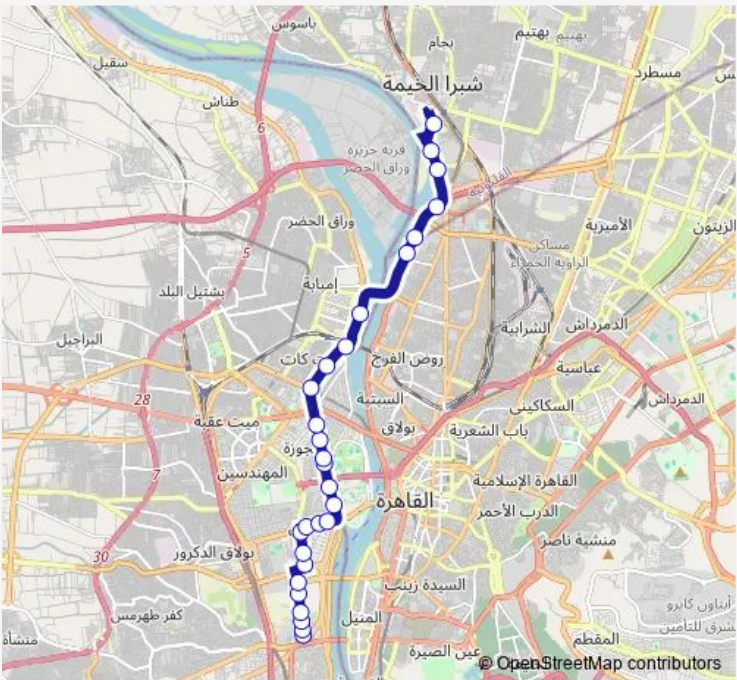 باسوس
بجام
بهتيم
بهتيم
سقيل
شبرا الخيمة
مسطرد
طناش
6
قرية جزيرة
وراق الحضر
القليوبية
وراق الحضر
الأميرية
الزيتون
مساكن
الزاوية الحمراء
5
إمبابة
بشتيل البلد
الشرابية
الدمرداش
البراجيل
روض الفرج
عباسية
28
السبتية
السكاكينى
الدمرداش
ميت عقبة
بولاق
باب الشعرية
المهندسين
7
القاهرة الإسلامية
القاهرة
الدرب الأحمر
30
بولاق الدكرور
منشية ناصر
السيدة زينب
كفر طهرمس
المنيل
المقطم
عين الصيرة
© OpenStreetMap contributors